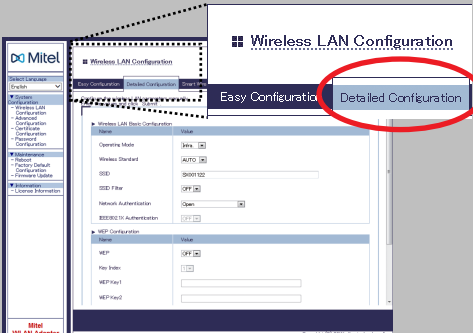 Mitel
Select Language
English
▼ System Configuration
- Wireless LAN Configuration
- Advanced Configuration
- Certificate Configuration
- Password Configuration
▼ Maintenance
- Reboot
- Factory Default Configuration
- Firmware Update
▼ Information
- License Information
Mitel
WLAN Adapter
Wireless LAN Configuration
Easy Configuration
Detailed Configuration
Wireless LAN Configuration
Easy Configuration
Detailed Configuration
Wireless LAN Basic Configuration
Name Value
Operating Mode Infra.
Wireless Standard AUTO
SSID SX001122
SSID Filter OFF
Network Authentication Open
IEEE802.1X Authentication OFF
WEP Configuration
Name Value
WEP OFF
Key Index 1
WEP Key1
WEP Key2